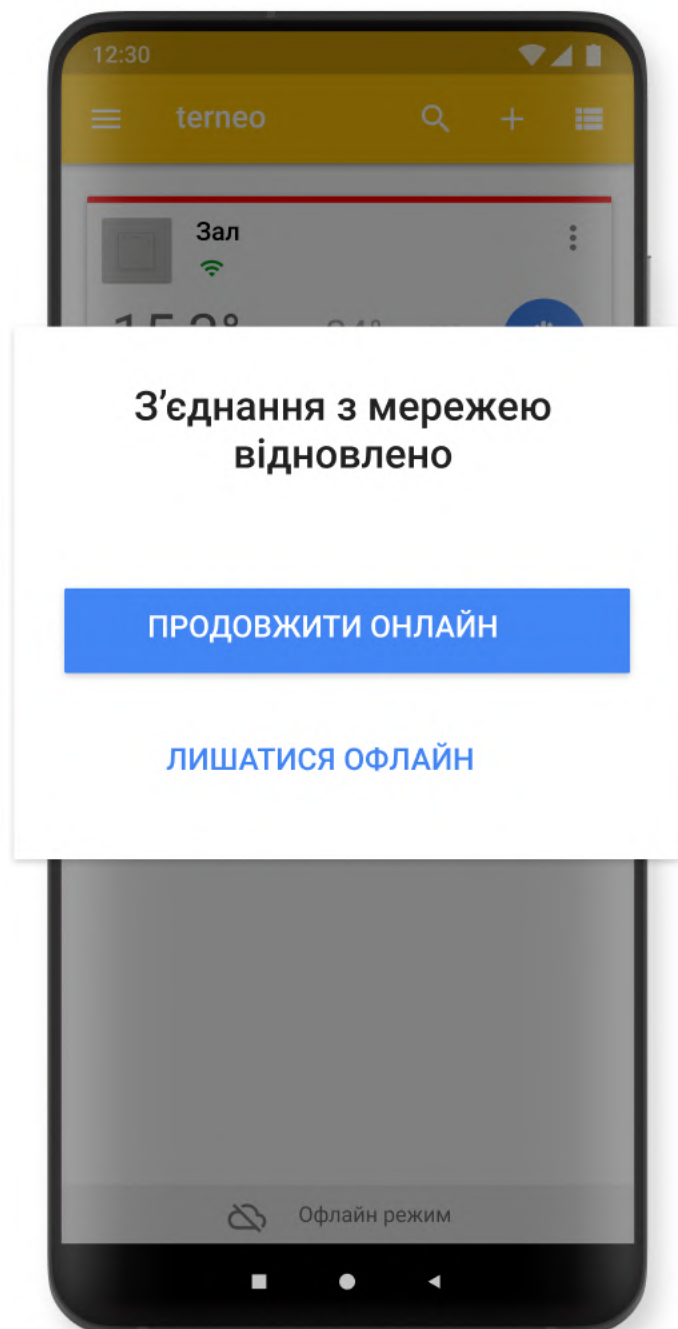 12:30
terneo
Зал
З’єднання з мережею
відновлено
ПРОДОВЖИТИ ОНЛАЙН
ЛИШАТИСЯ ОФЛАЙН
Офлайн режим